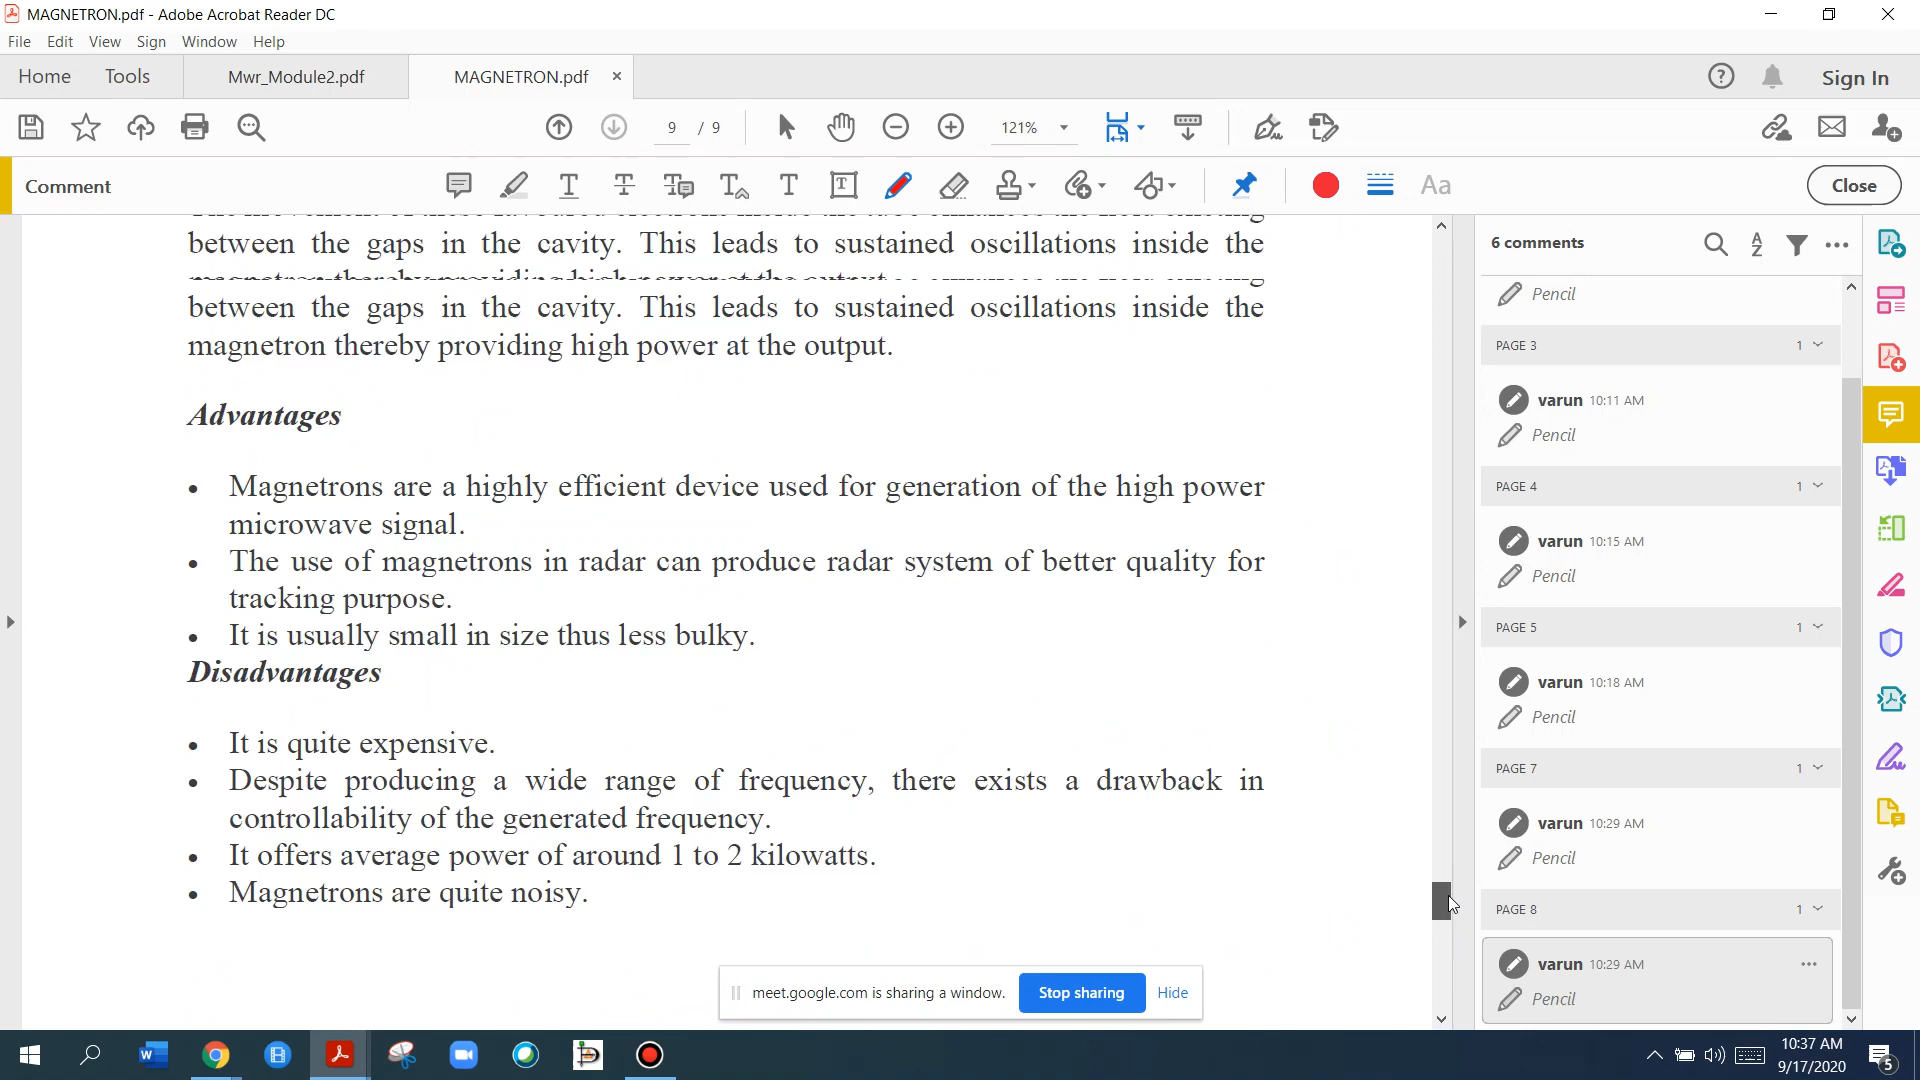 MAGNETRON.pdf - Adobe Acrobat Reader DC
File Edit View Sign Window Help
Home Tools Mwr_Module2.pdf MAGNETRON.pdf × Sign In
9 / 9 121%
Comment Close
between the gaps in the cavity. This leads to sustained oscillations inside the
between the gaps in the cavity. This leads to sustained oscillations inside the
magnetron thereby providing high power at the output.
Advantages
• Magnetrons are a highly efficient device used for generation of the high power
microwave signal.
• The use of magnetrons in radar can produce radar system of better quality for
tracking purpose.
• It is usually small in size thus less bulky.
Disadvantages
• It is quite expensive.
• Despite producing a wide range of frequency, there exists a drawback in
controllability of the generated frequency.
• It offers average power of around 1 to 2 kilowatts.
• Magnetrons are quite noisy.
6 comments
Pencil
PAGE 3 1
varun 10:11 AM
Pencil
PAGE 4 1
varun 10:15 AM
Pencil
PAGE 5 1
varun 10:18 AM
Pencil
PAGE 7 1
varun 10:29 AM
Pencil
PAGE 8 1
varun 10:29 AM
Pencil
meet.google.com is sharing a window. Stop sharing Hide
10:37 AM
9/17/2020
5